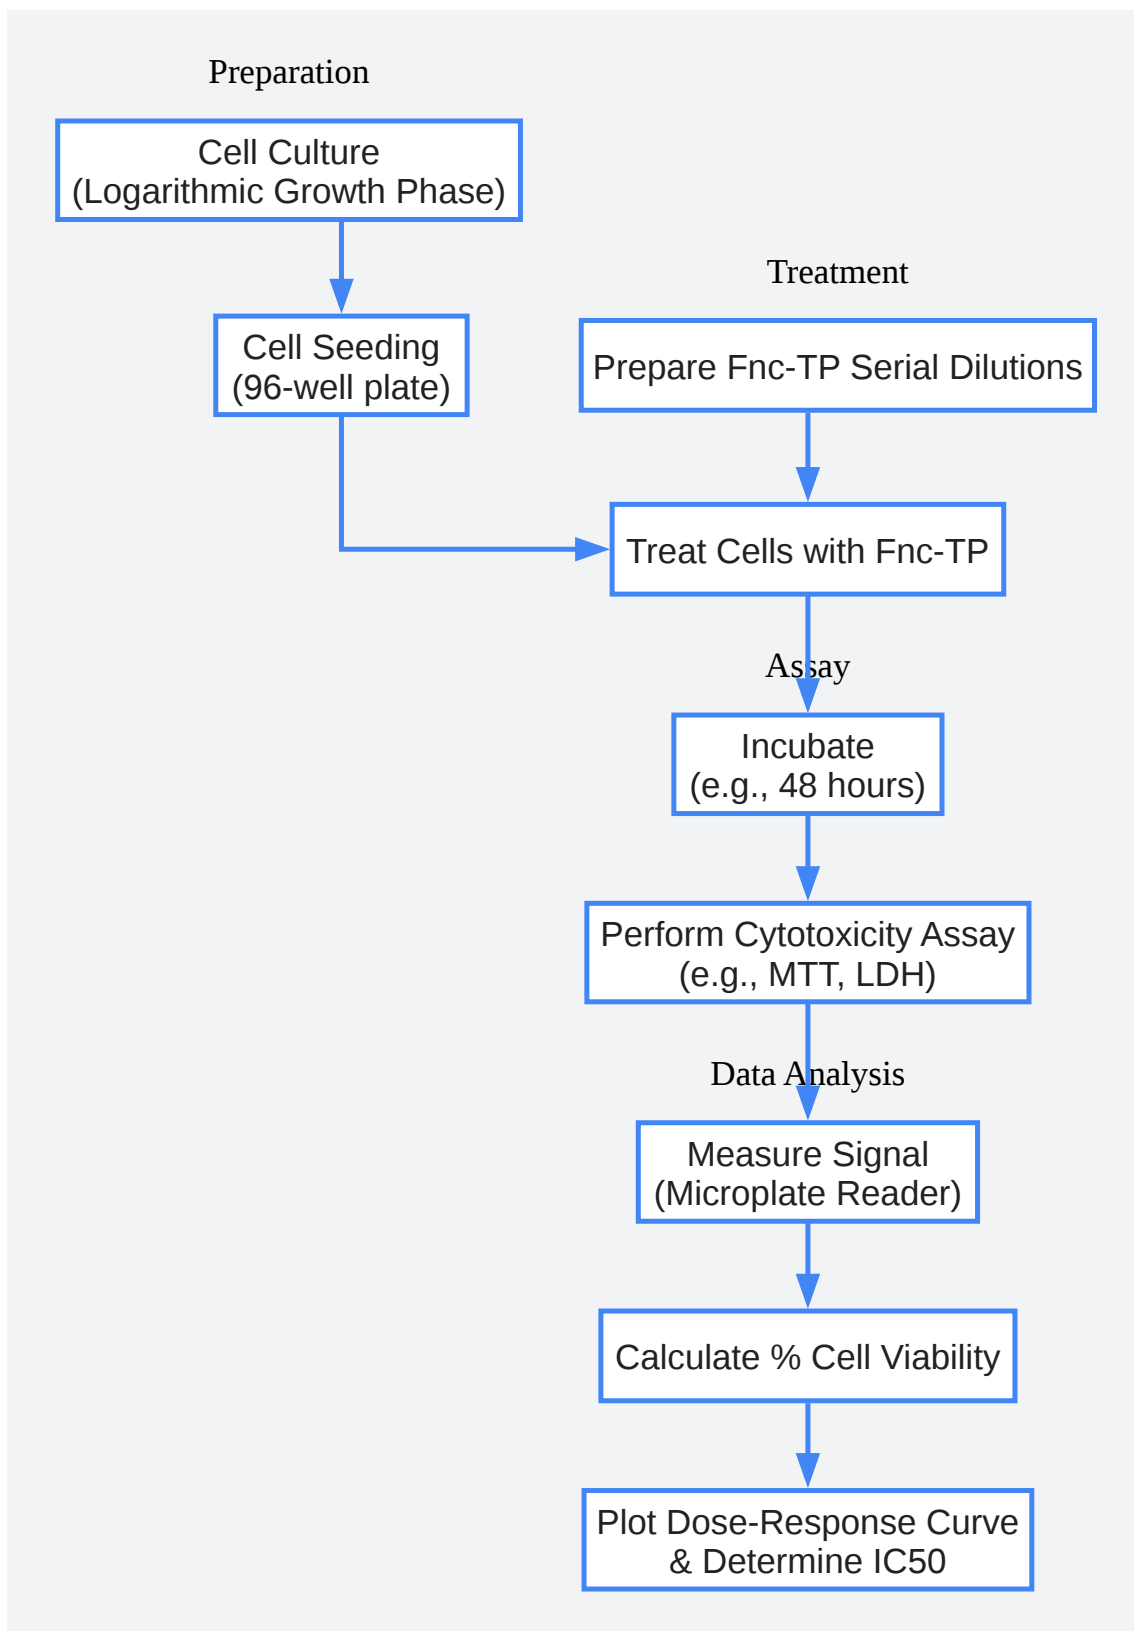 Preparation
Cell Culture
(Logarithmic Growth Phase)
Cell Seeding
(96-well plate)
Treatment
Prepare Fnc-TP Serial Dilutions
Treat Cells with Fnc-TP
Assay
Incubate
(e.g., 48 hours)
Perform Cytotoxicity Assay
(e.g., MTT, LDH)
Data Analysis
Measure Signal
(Microplate Reader)
Calculate % Cell Viability
Plot Dose-Response Curve
& Determine IC50